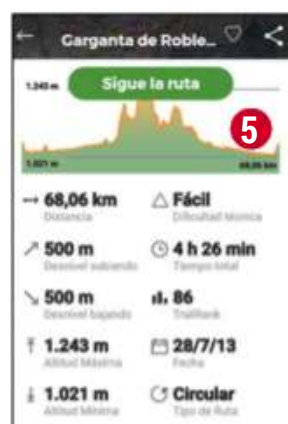 Garganta de Roble...
1.243 m
Sigue la ruta
5
1.021 m
68,06 km
68,06 km
Distancia
Fácil
Dificultad técnica
500 m
Desnivel subiendo
4 h 26 min
Tiempo total
500 m
Desnivel bajando
86
TrailRank
1.243 m
Altitud Máxima
28/7/13
Fecha
1.021 m
Altitud Mínima
Circular
Tipo de Ruta